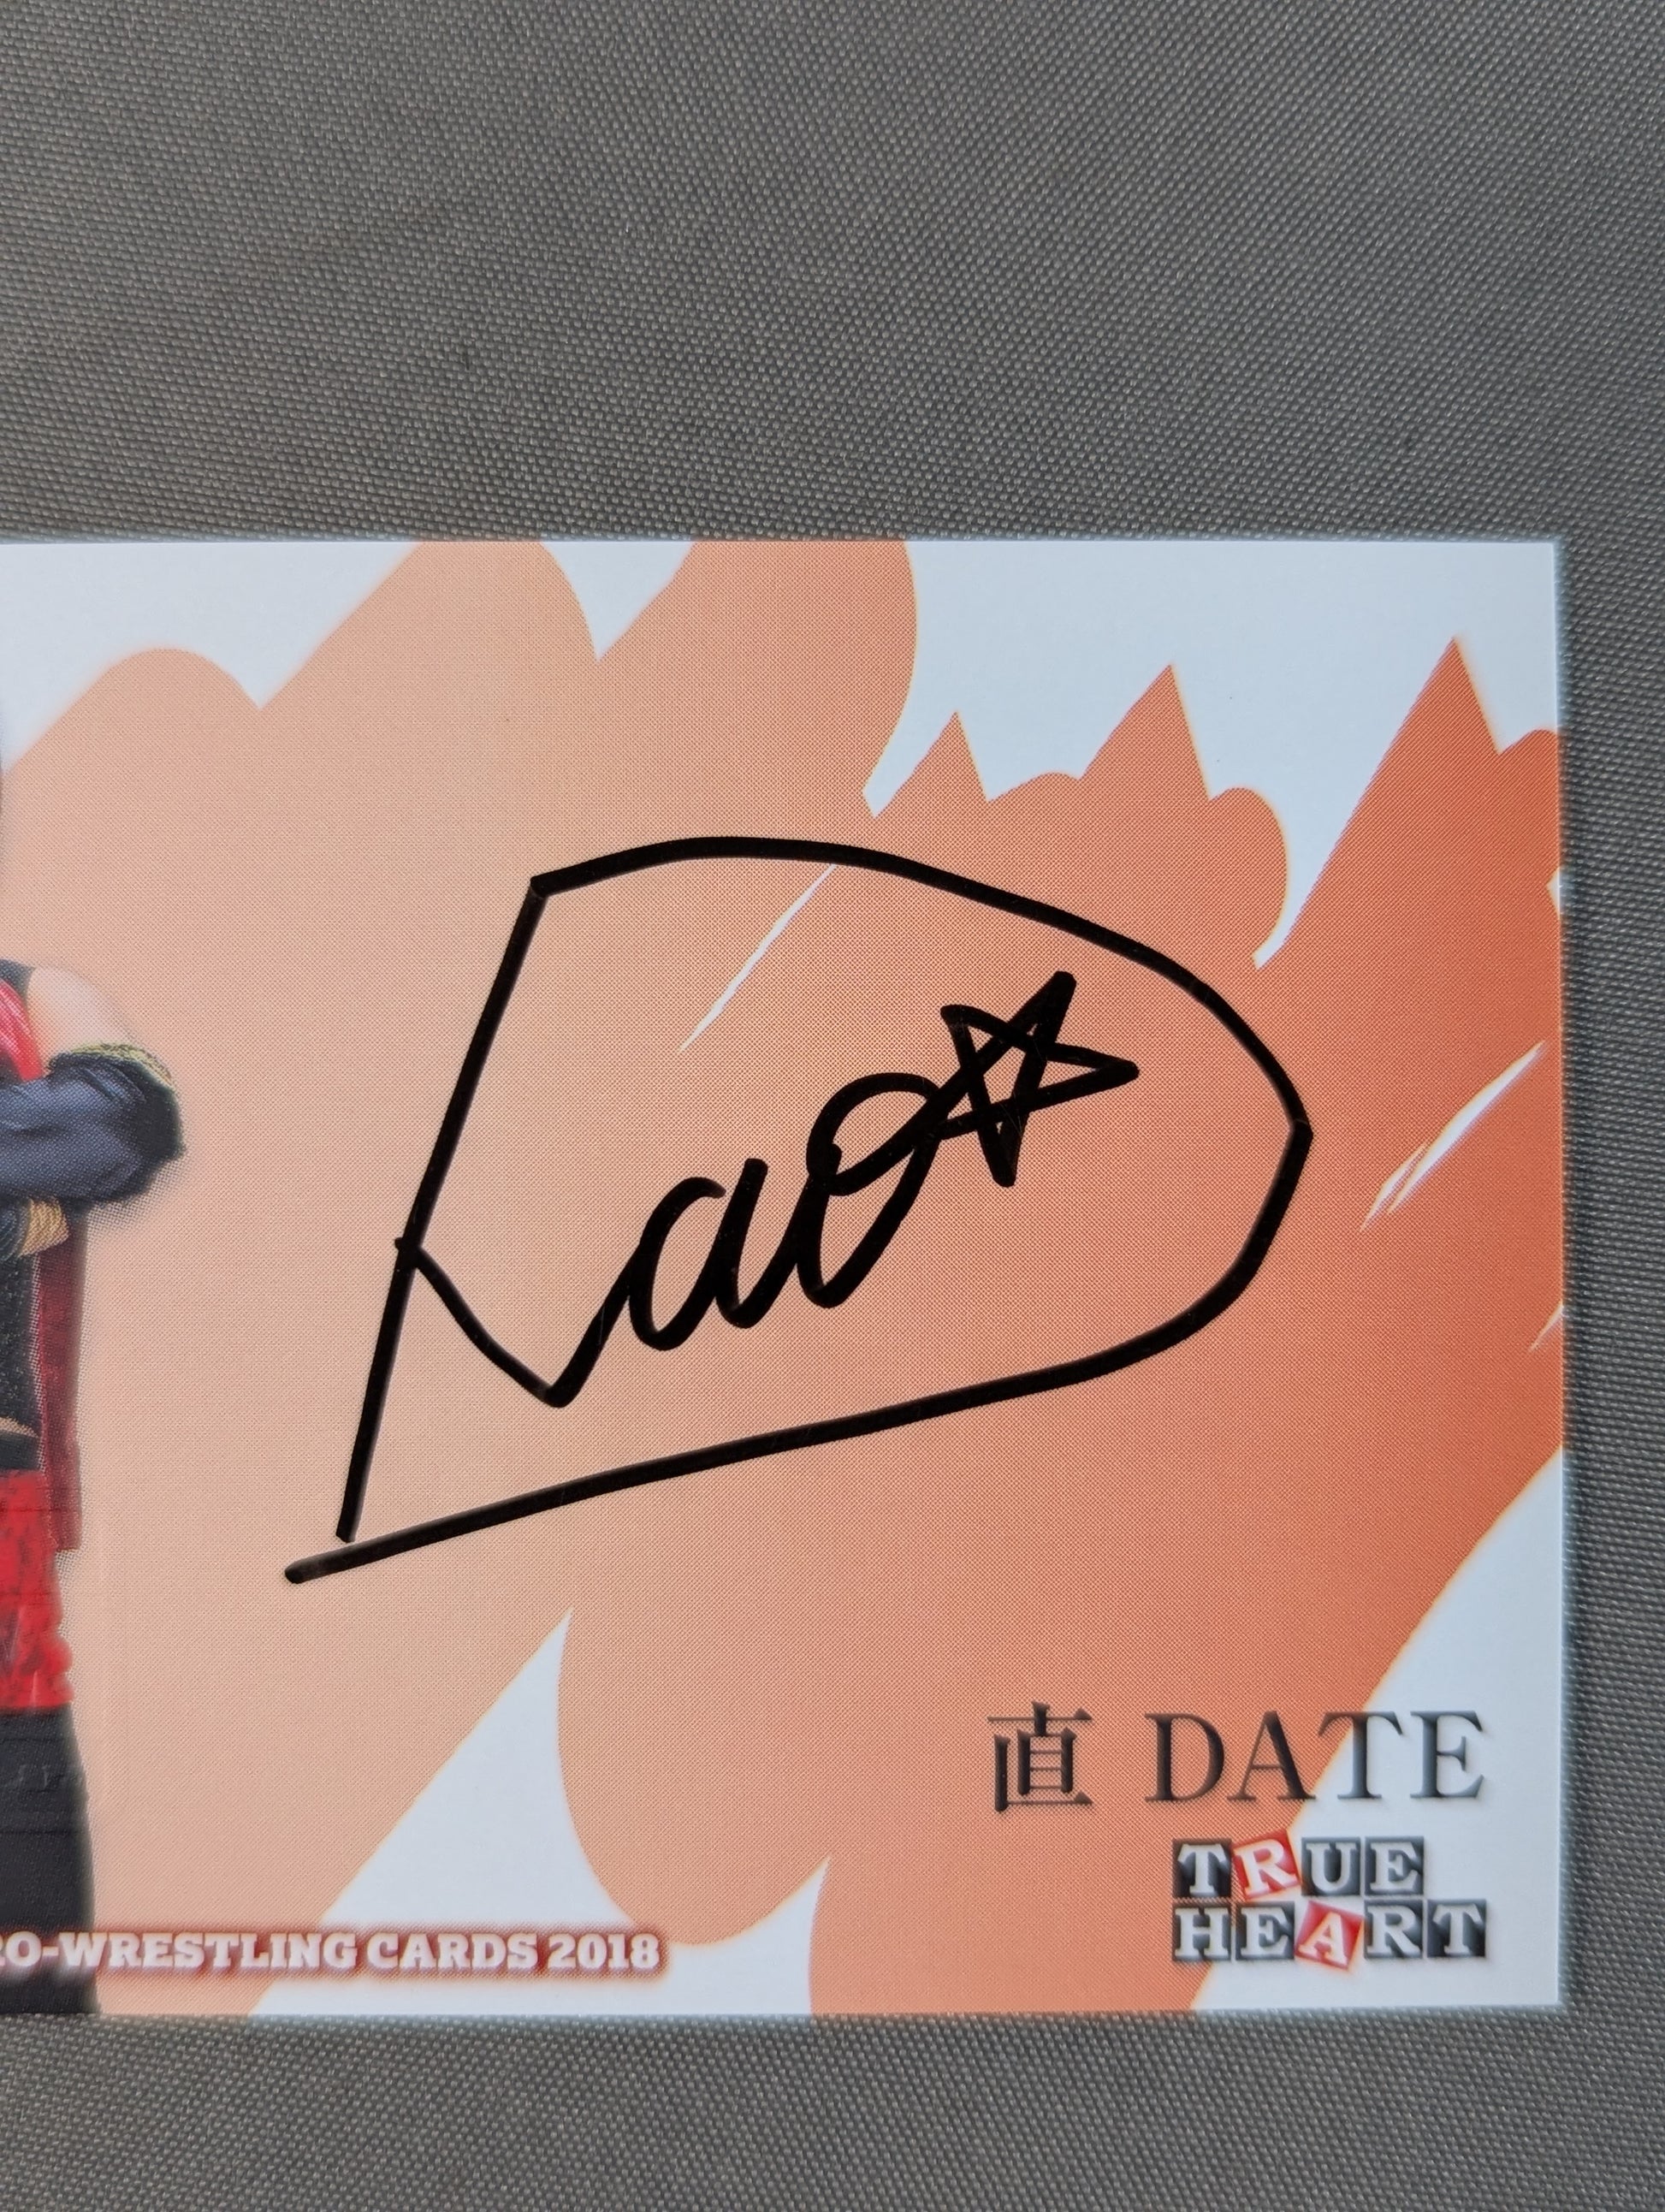 Nao☆
直 DATE
TRUE
HEART
RO-WRESTLING CARDS 2018